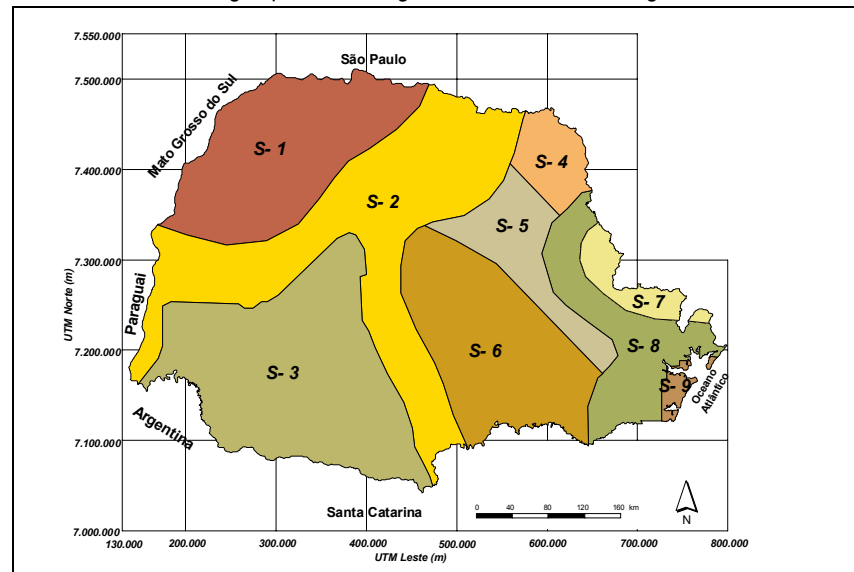 7.550.000
7.500.000
7.400.000
7.300.000
7.200.000
7.100.000
7.000.000
UTM Norte (m)
São Paulo
Mato Grosso do Sul
Paraguai
Argentina
Santa Catarina
Oceano
Atlântico
S- 1
S- 2
S- 3
S- 4
S- 5
S- 6
S- 7
S- 8
S- 9
0 40 80 120 160 km
N
130.000 200.000 300.000 400.000 500.000 600.000 700.000 800.000
UTM Leste (m)